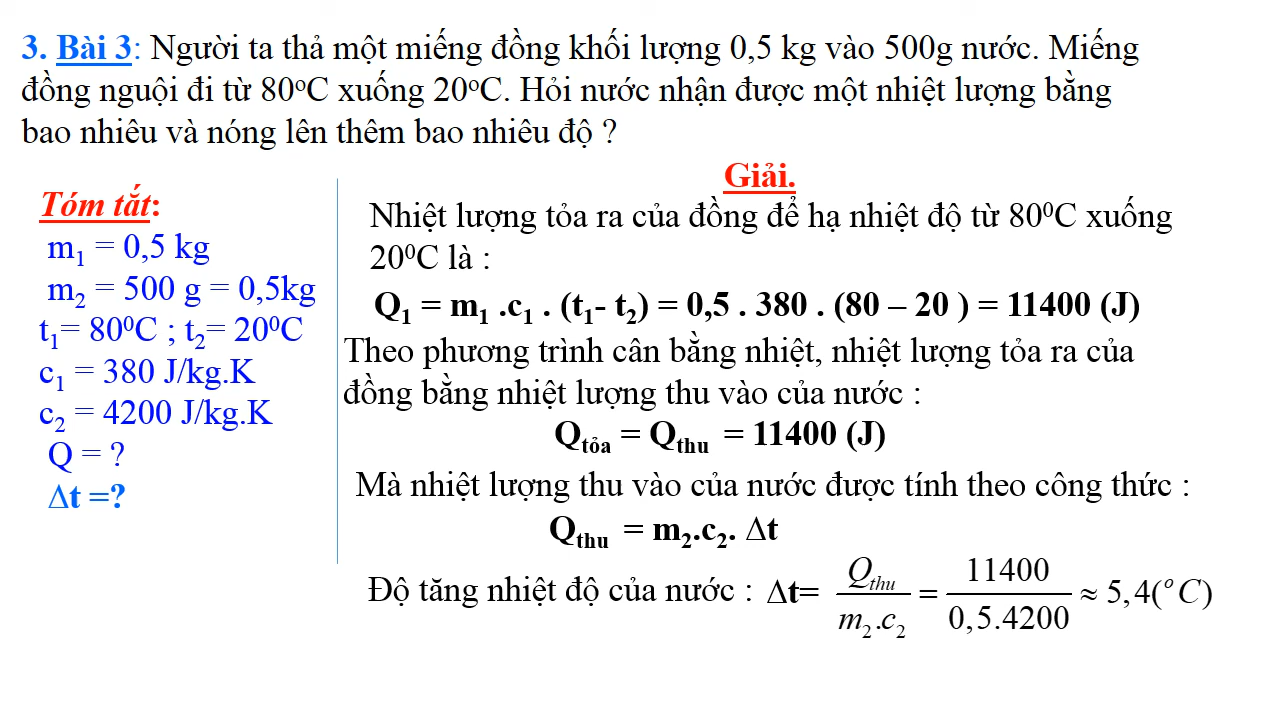 3. Bài 3: Người ta thả một miếng đồng khối lượng 0,5 kg vào 500g nước. Miếng
đồng nguội đi từ 80ᵒC xuống 20ᵒC. Hỏi nước nhận được một nhiệt lượng bằng
bao nhiêu và nóng lên thêm bao nhiêu độ ?
Tóm tắt:
m₁ = 0,5 kg
m₂ = 500 g = 0,5kg
t₁= 80⁰C ; t₂= 20⁰C
c₁ = 380 J/kg.K
c₂ = 4200 J/kg.K
Q = ?
∆t =?
Giải.
Nhiệt lượng tỏa ra của đồng để hạ nhiệt độ từ 80⁰C xuống
20⁰C là :
Q₁ = m₁ .c₁ . (t₁- t₂) = 0,5 . 380 . (80 – 20 ) = 11400 (J)
Theo phương trình cân bằng nhiệt, nhiệt lượng tỏa ra của
đồng bằng nhiệt lượng thu vào của nước :
Qtỏa = Qthu = 11400 (J)
Mà nhiệt lượng thu vào của nước được tính theo công thức :
Qthu = m₂.c₂. ∆t
Độ tăng nhiệt độ của nước : ∆t= Qthu / m₂.c₂ = 11400 / 0,5.4200 ≈ 5,4(ᵒC)